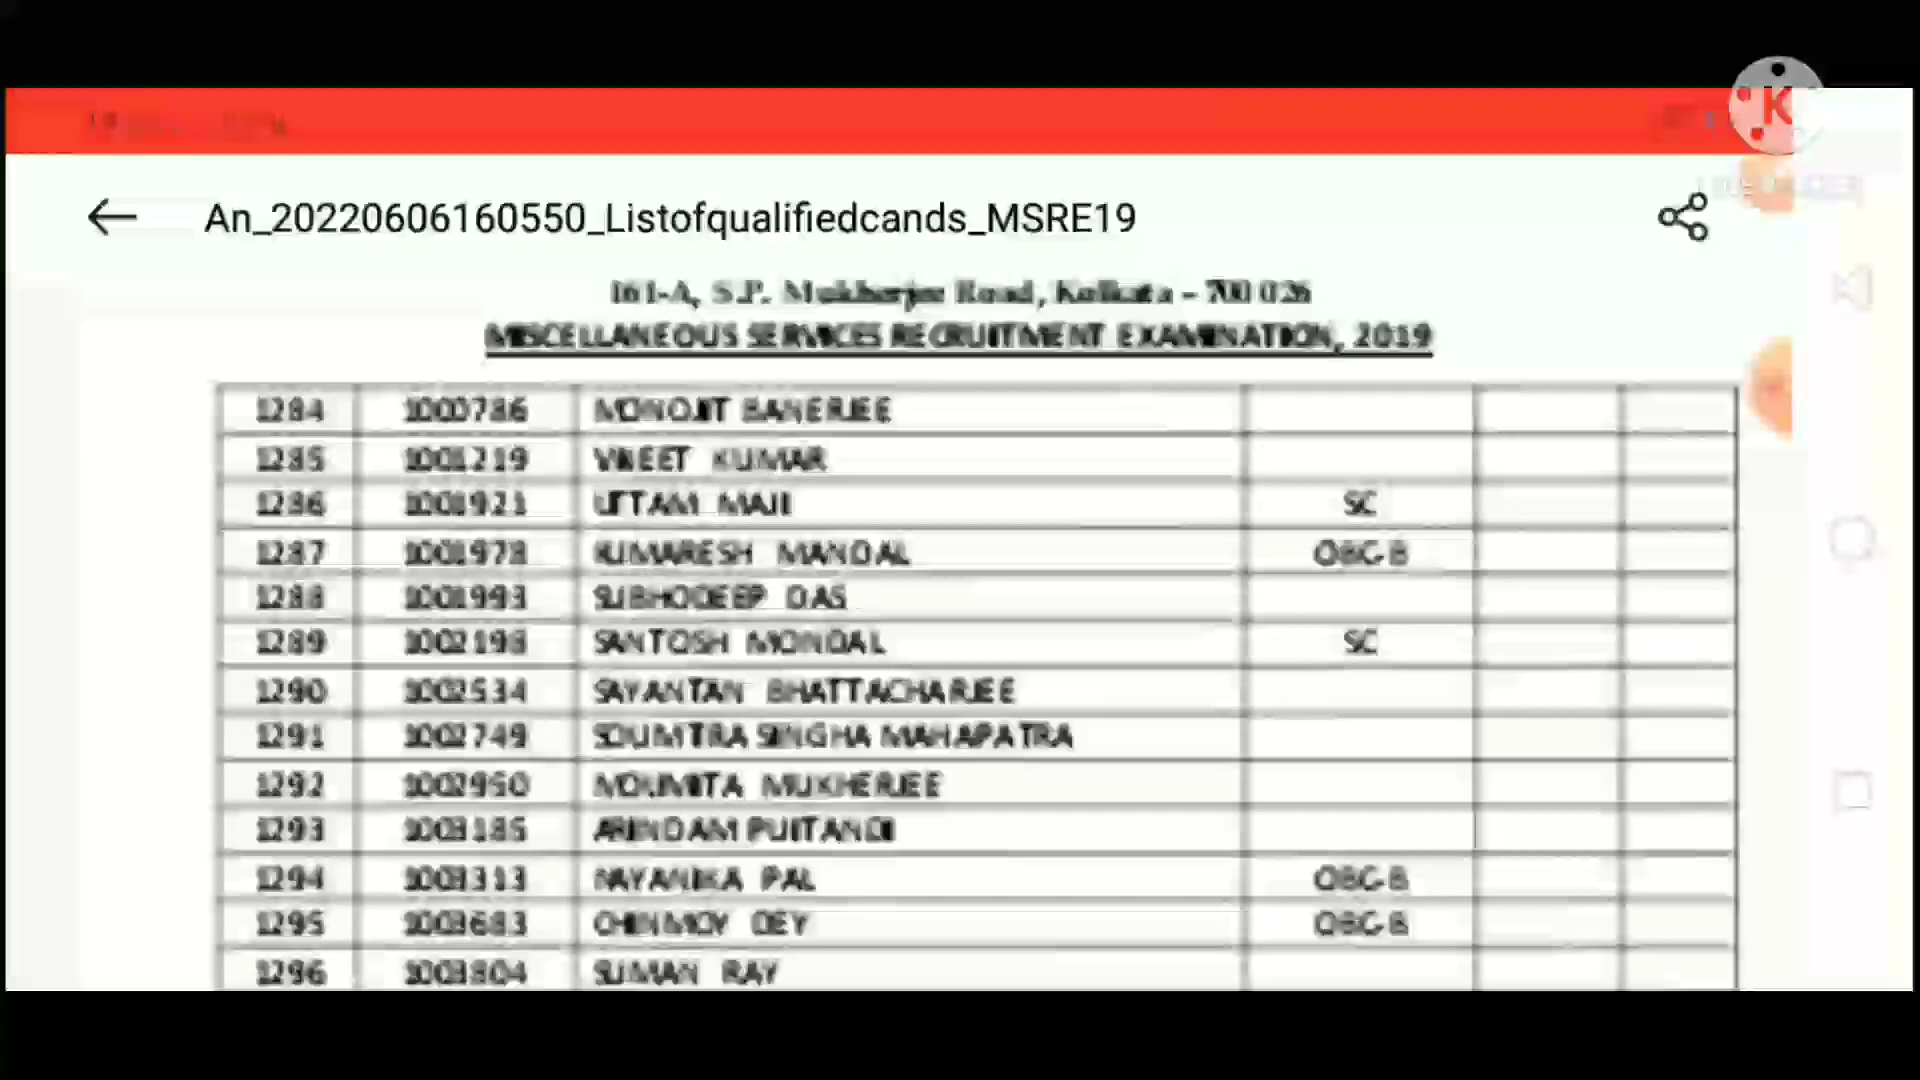 K
An_20220606160550_Listofqualifiedcands_MSRE19
161-A, S.P. Mukherjee Road, Kolkata - 700 026
MISCELLANEOUS SERVICES RECRUITMENT EXAMINATION, 2019
1284 1000786 MONOJIT BANERJEE
1285 1001219 VINEET KUMAR
1286 1001921 UTTAM MAJI SC
1287 1001978 KUMARESH MANDAL OBC-B
1288 1001993 SUBHODEEP DAS
1289 1002198 SANTOSH MONDAL SC
1290 1002534 SAYANTAN BHATTACHARJEE
1291 1002749 SOUMITRA SINGHA MAHAPATRA
1292 1002950 MOUMITA MUKHERJEE
1293 1003185 ARINDAM PUITANDI
1294 1003313 NAYANIKA PAL OBC-B
1295 1003683 CHINMOY DEY OBC-B
1296 1003804 SUMAN RAY